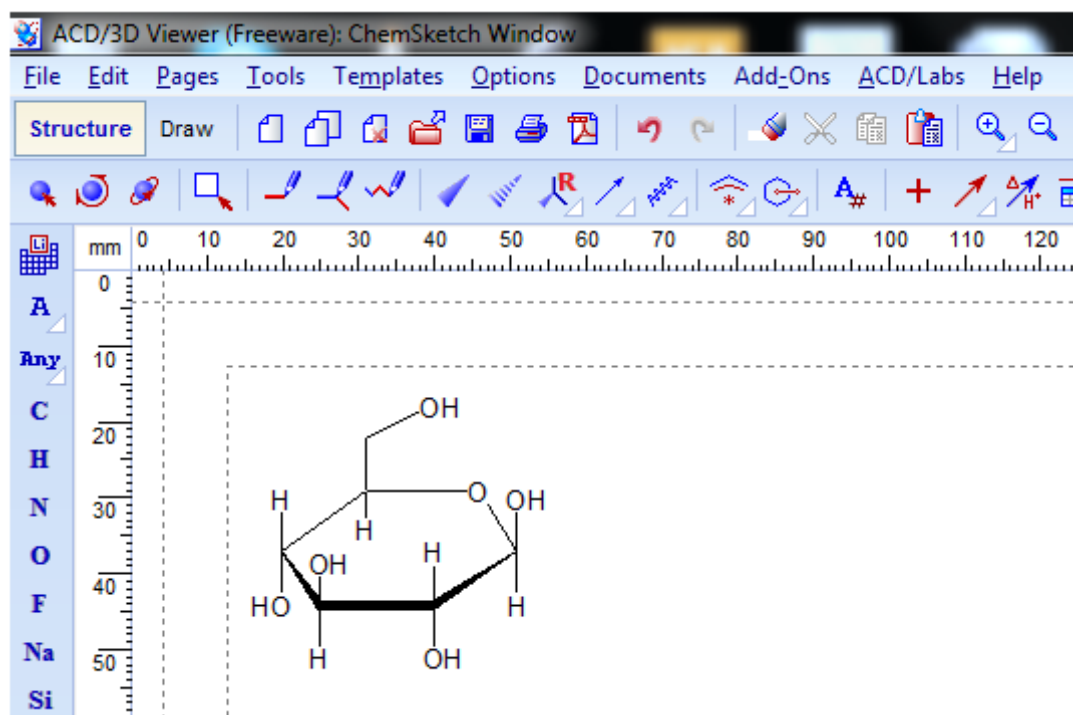 ACD/3D Viewer (Freeware): ChemSketch Window
File Edit Pages Tools Templates Options Documents Add-Ons ACD/Labs Help
Structure Draw
R * A# + Δ H+
Li mm 0 10 20 30 40 50 60 70 80 90 100 110 120
0
A
Any 10
C
OH
20
H
H O OH
N 30
H
O
OH H
F 40
HO H
Na
H OH
50
Si